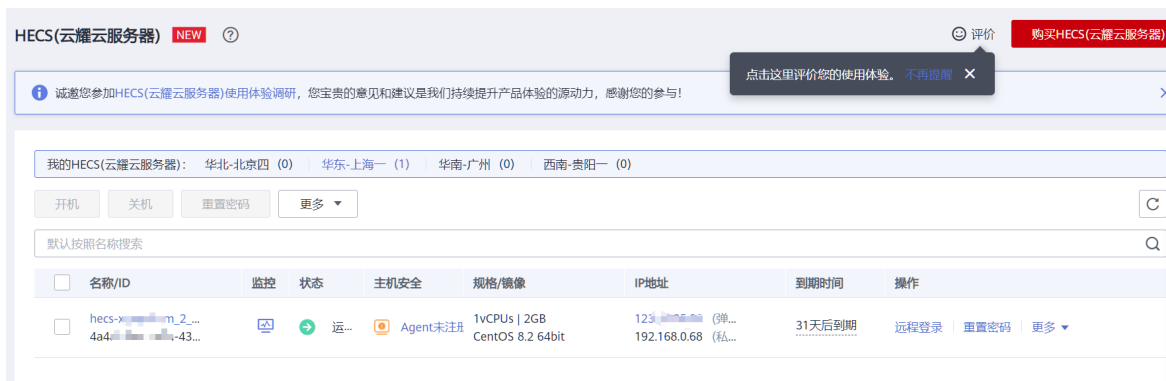 HECS(云耀云服务器) NEW ? 评价 购买HECS(云耀云服务器)
点击这里评价您的使用体验。 不再提醒
诚邀您参加HECS(云耀云服务器)使用体验调研，您宝贵的意见和建议是我们持续提升产品体验的源动力，感谢您的参与！
我的HECS(云耀云服务器)： 华北-北京四 (0) 华东-上海一 (1) 华南-广州 (0) 西南-贵阳一 (0)
开机 关机 重置密码 更多
默认按照名称搜索
名称/ID 监控 状态 主机安全 规格/镜像 IP地址 到期时间 操作
hecs- m_2_... 运... Agent未注册 1vCPUs | 2GB 123. (弹... 31天后到期 远程登录 重置密码 更多
4a4 -43... CentOS 8.2 64bit 192.168.0.68 (私...